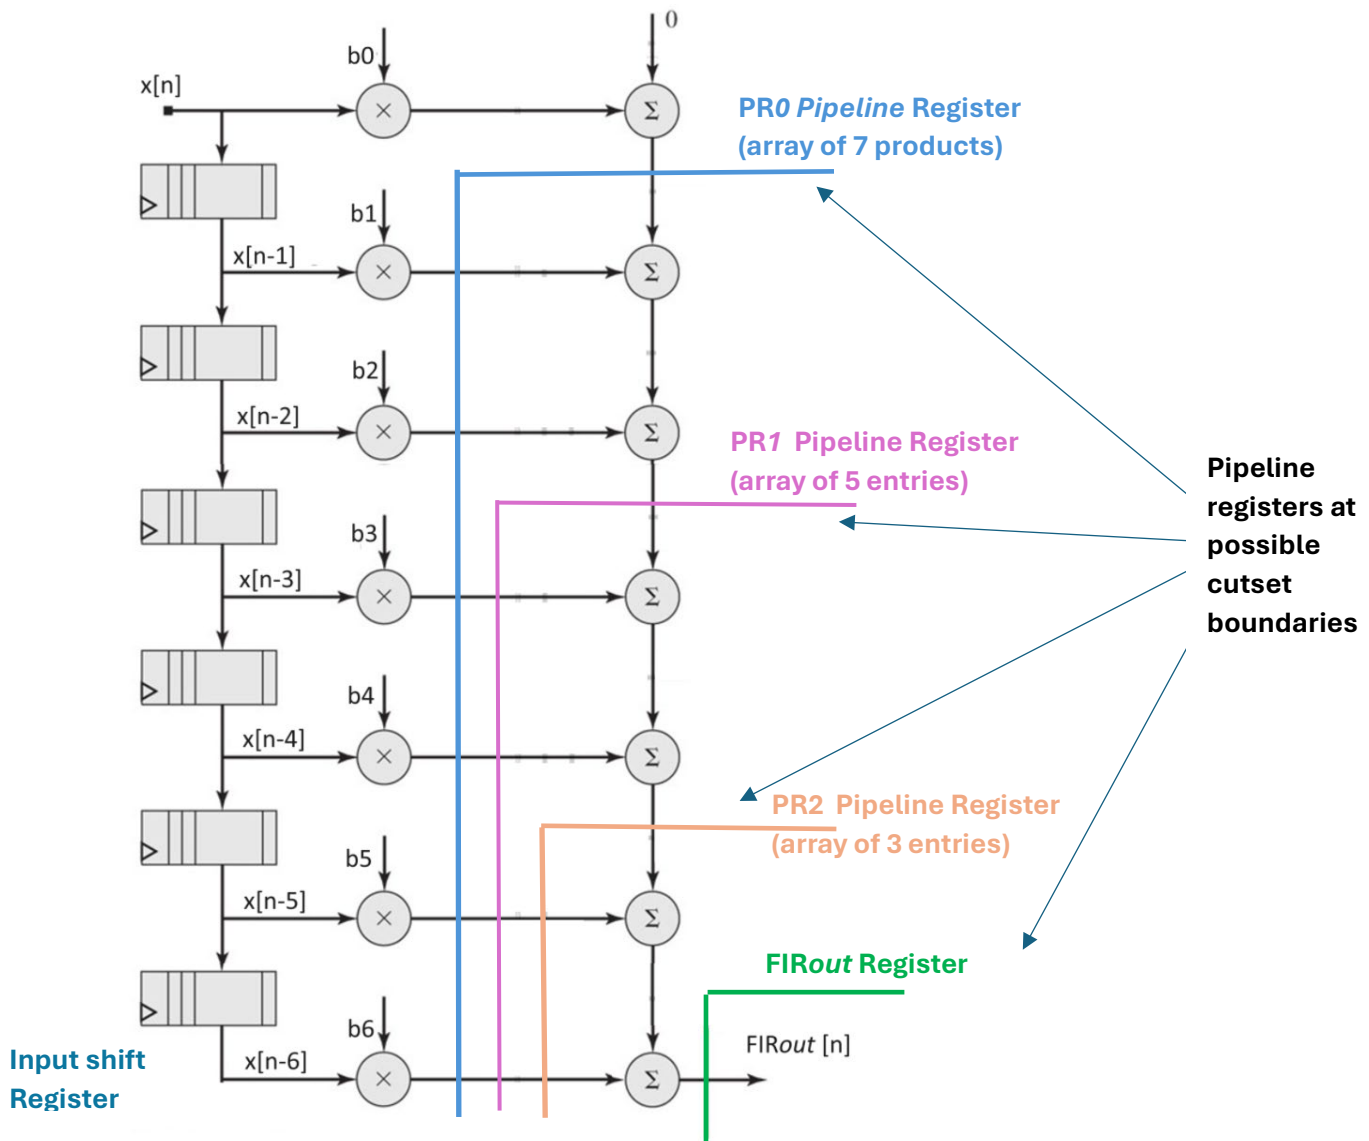 0
b0
x[n]
×
Σ
PR0 Pipeline Register
(array of 7 products)
b1
x[n-1]
×
Σ
b2
x[n-2]
×
Σ
PR1 Pipeline Register
(array of 5 entries)
Pipeline
registers at
possible
cutset
boundaries
b3
x[n-3]
×
Σ
b4
x[n-4]
×
Σ
PR2 Pipeline Register
(array of 3 entries)
b5
x[n-5]
×
Σ
FIRout Register
b6
x[n-6]
×
Σ
FIRout [n]
Input shift
Register